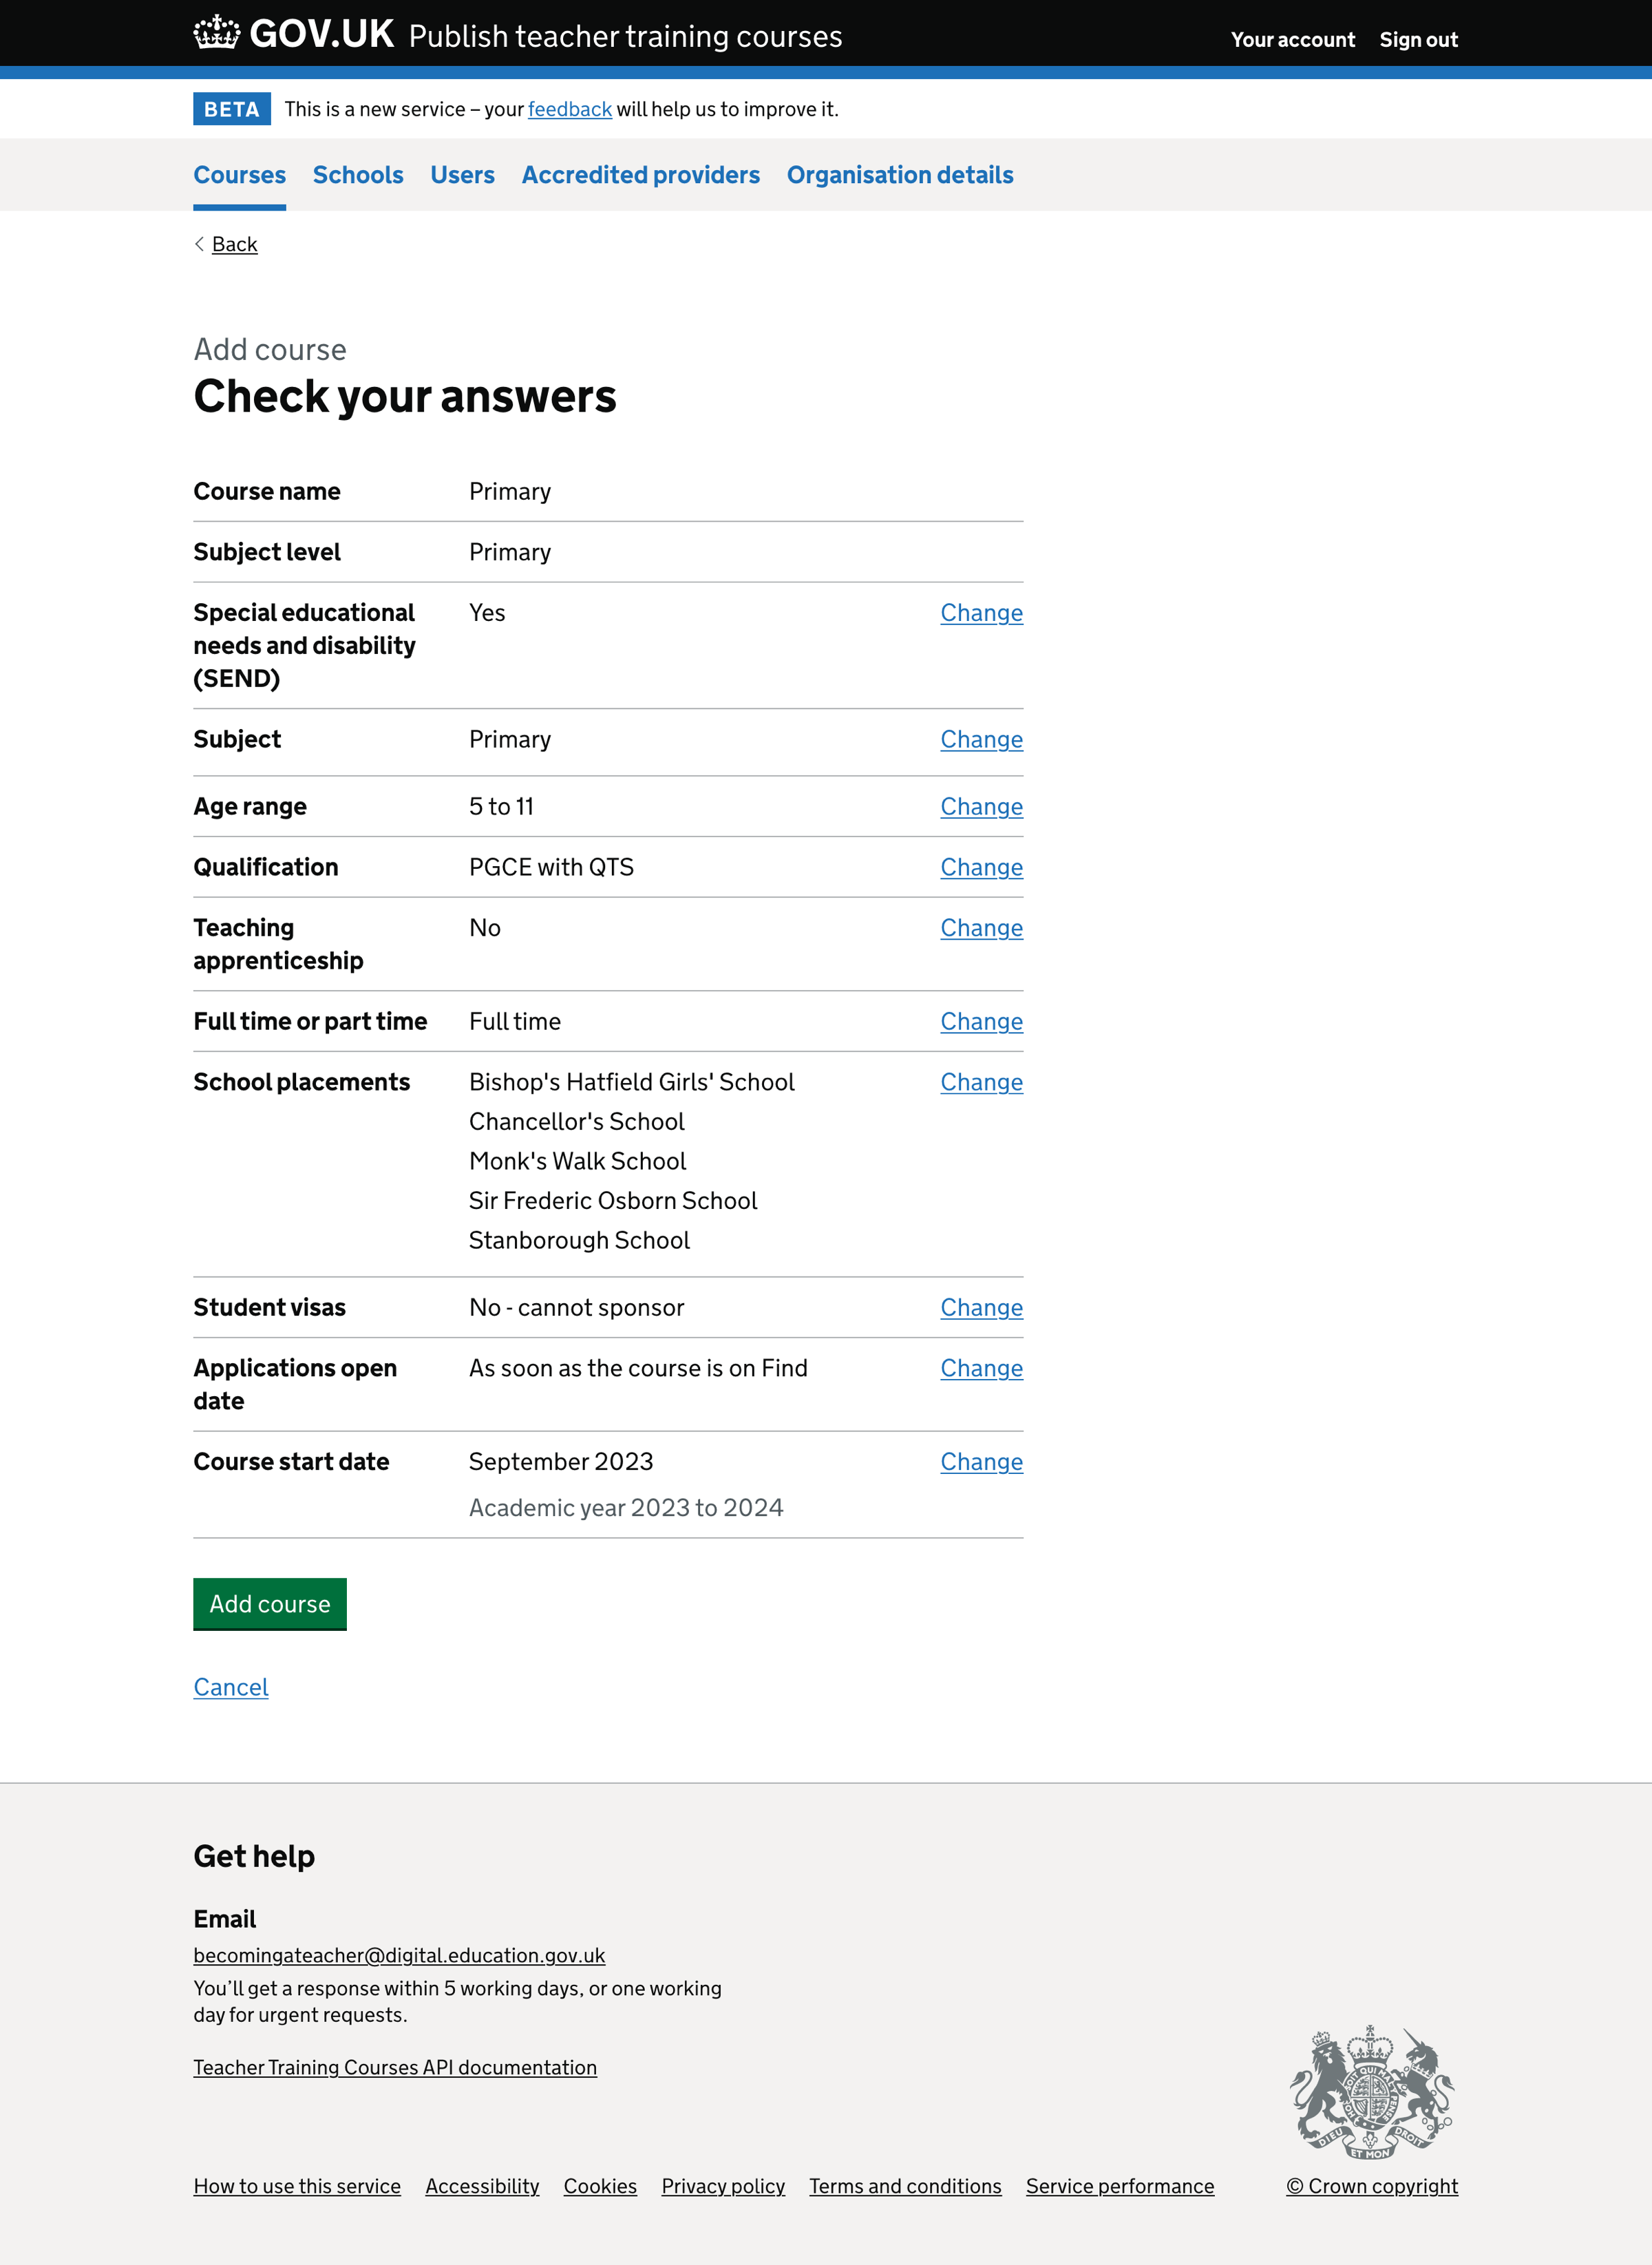 GOV.UK Publish teacher training courses Your account Sign out
BETA This is a new service – your feedback will help us to improve it.
Courses Schools Users Accredited providers Organisation details
Back
Add course
Check your answers
Course name Primary
Subject level Primary
Special educational Yes Change
needs and disability
(SEND)
Subject Primary Change
Age range 5 to 11 Change
Qualification PGCE with QTS Change
Teaching No Change
apprenticeship
Full time or part time Full time Change
School placements Bishop's Hatfield Girls' School Change
Chancellor's School
Monk's Walk School
Sir Frederic Osborn School
Stanborough School
Student visas No - cannot sponsor Change
Applications open As soon as the course is on Find Change
date
Course start date September 2023 Change
Academic year 2023 to 2024
Add course
Cancel
Get help
Email
becomingateacher@digital.education.gov.uk
You’ll get a response within 5 working days, or one working
day for urgent requests.
Teacher Training Courses API documentation
DIEU ET MON DROIT
How to use this service Accessibility Cookies Privacy policy Terms and conditions Service performance © Crown copyright